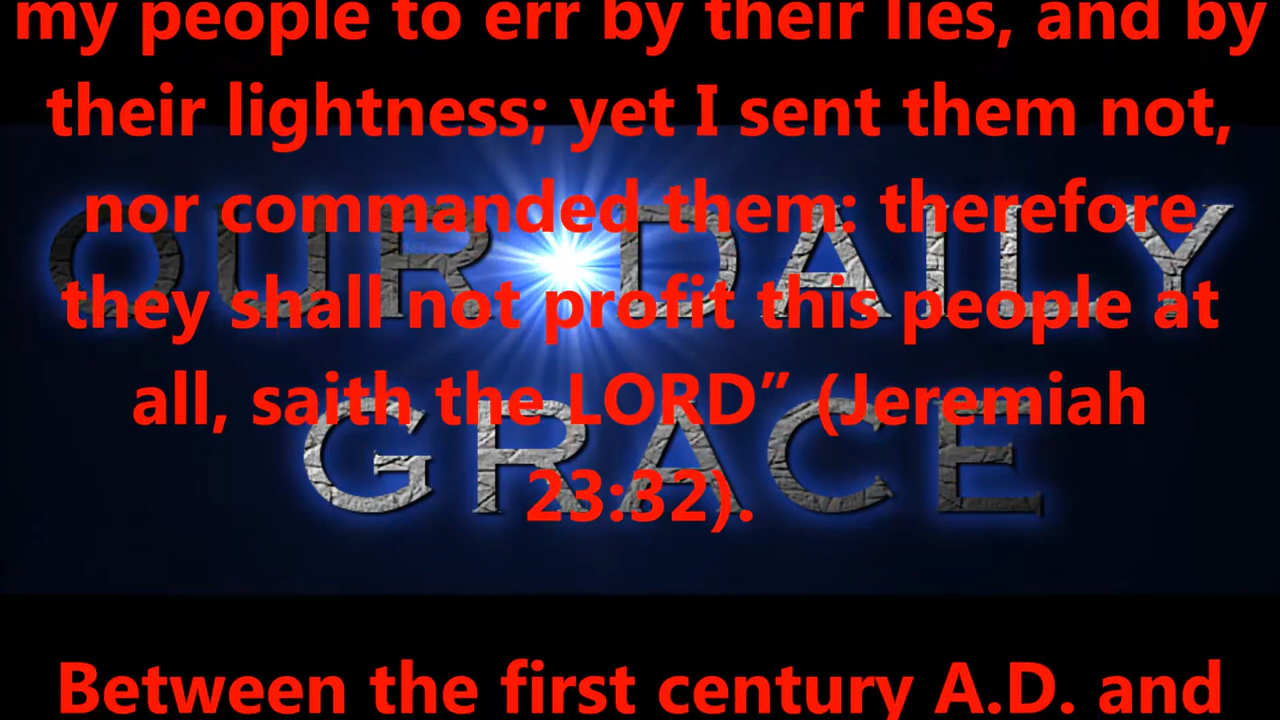 my people to err by their lies, and by
their lightness; yet I sent them not,
nor commanded them: therefore
they shall not profit this people at
all, saith the LORD” (Jeremiah
23:32).
Between the first century A.D. and
OUR DAILY
GRACE